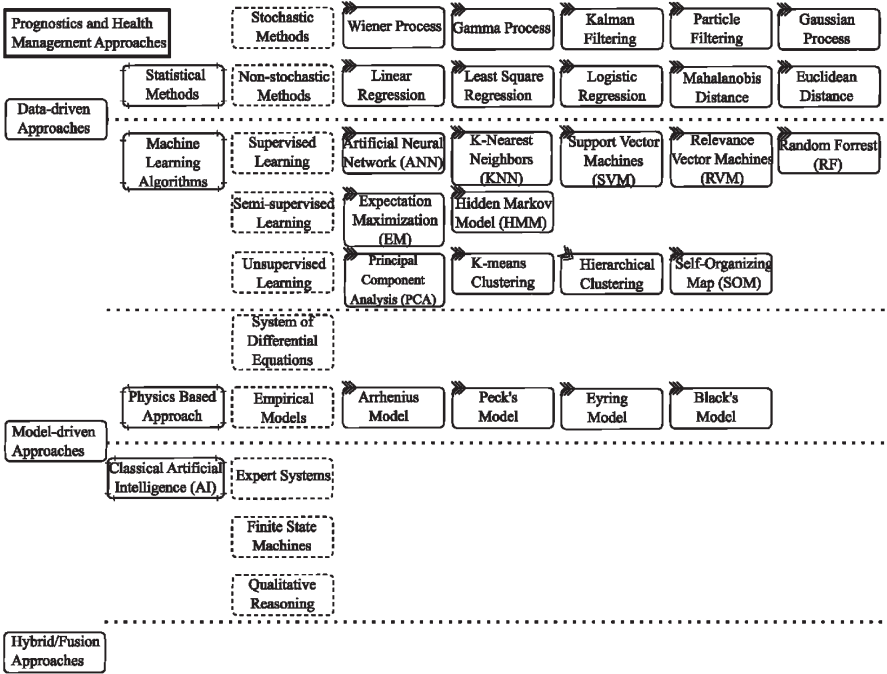 Prognostics and Health
Management Approaches
Stochastic
Methods
Wiener Process
Gamma Process
Kalman
Filtering
Particle
Filtering
Gaussian
Process
Statistical
Methods
Non-stochastic
Methods
Linear
Regression
Least Square
Regression
Logistic
Regression
Mahalanobis
Distance
Euclidean
Distance
Data-driven
Approaches
Machine
Learning
Algorithms
Supervised
Learning
Artificial Neural
Network (ANN)
K-Nearest
Neighbors
(KNN)
Support Vector
Machines
(SVM)
Relevance
Vector Machines
(RVM)
Random Forrest
(RF)
Semi-supervised
Learning
Expectation
Maximization
(EM)
Hidden Markov
Model (HMM)
Unsupervised
Learning
Principal
Component
Analysis (PCA)
K-means
Clustering
Hierarchical
Clustering
Self-Organizing
Map (SOM)
System of
Differential
Equations
Physics Based
Approach
Empirical
Models
Arrhenius
Model
Peck's
Model
Eyring
Model
Black's
Model
Model-driven
Approaches
Classical Artificial
Intelligence (AI)
Expert Systems
Finite State
Machines
Qualitative
Reasoning
Hybrid/Fusion
Approaches